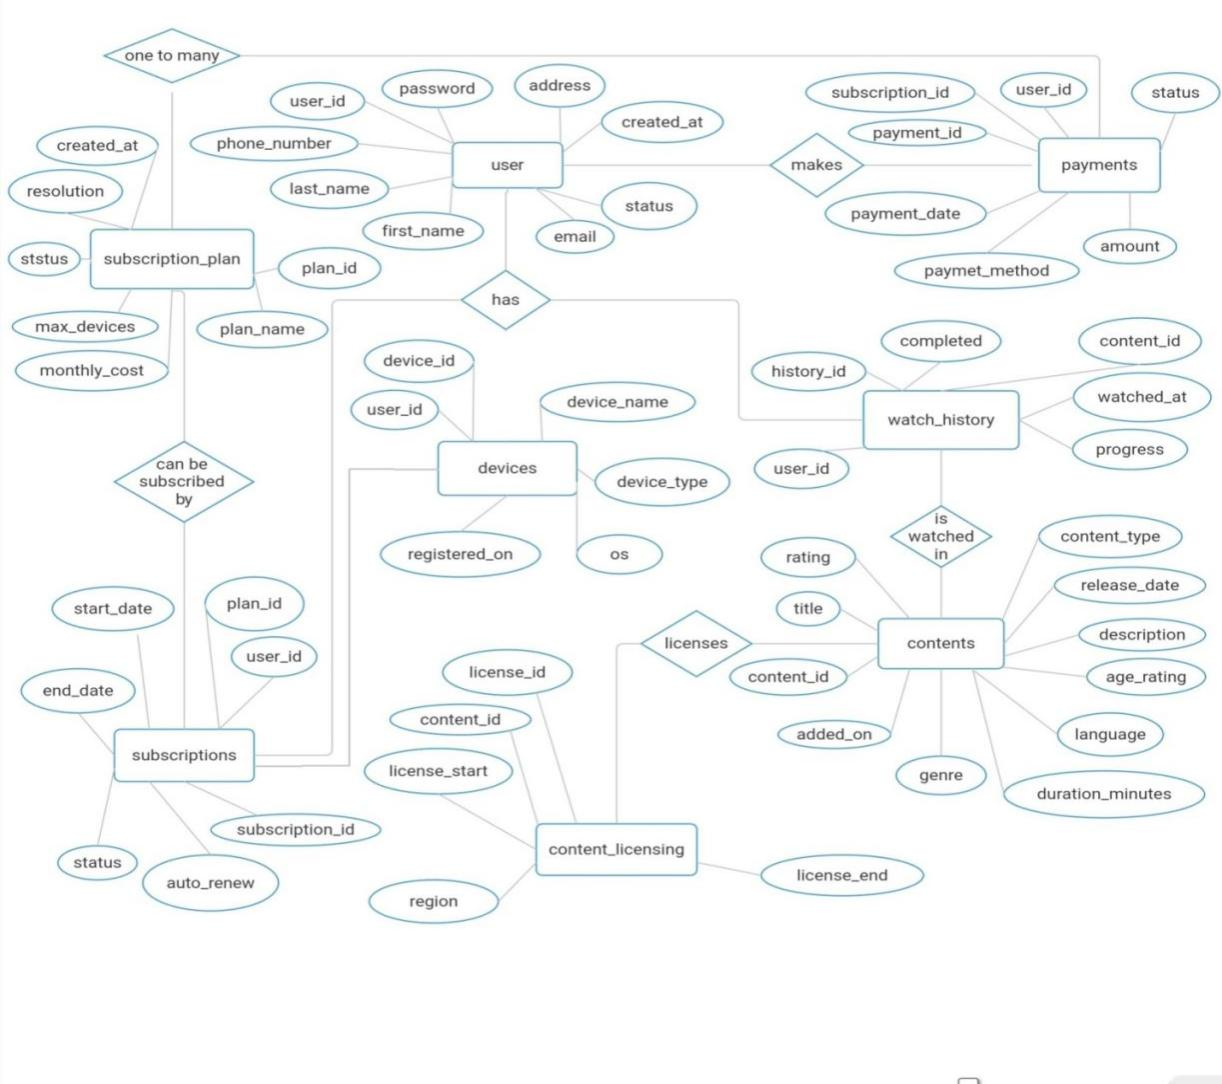 one to many
user_id
password
address
created_at
subscription_id
user_id
status
phone_number
payment_id
created_at
user
makes
payments
resolution
last_name
status
payment_date
first_name
email
amount
ststus
subscription_plan
plan_id
paymet_method
has
max_devices
plan_name
monthly_cost
device_id
user_id
device_name
completed
content_id
history_id
watched_at
watch_history
progress
user_id
can be
subscribed
by
devices
device_type
registered_on
os
is
watched
in
content_type
rating
release_date
title
start_date
plan_id
user_id
end_date
licenses
contents
description
age_rating
content_id
license_id
content_id
license_start
added_on
language
genre
duration_minutes
subscriptions
subscription_id
status
auto_renew
content_licensing
license_end
region